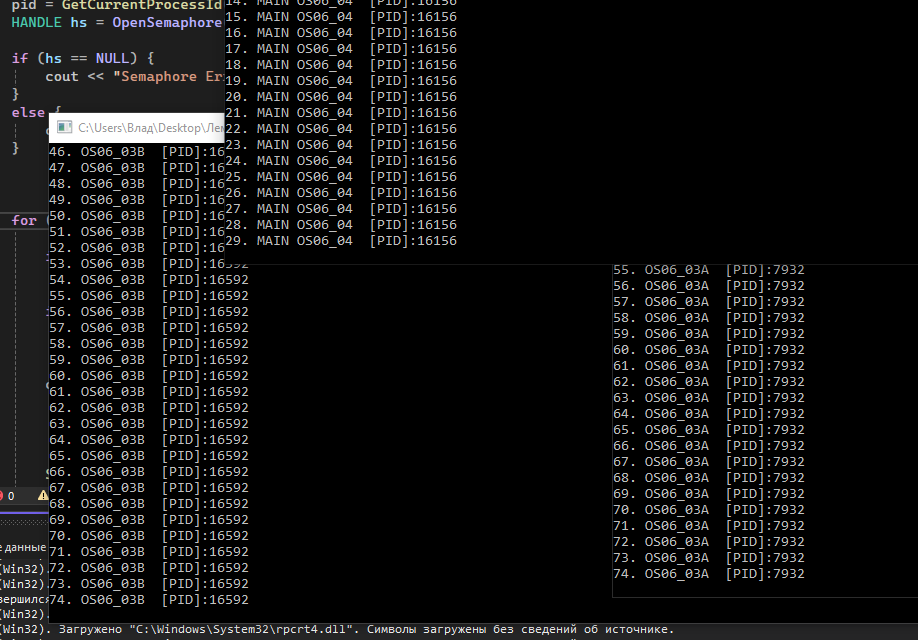 pid = GetCurrentProcessId
HANDLE hs = OpenSemaphore
if (hs == NULL) {
cout << "Semaphore Er
}
else {
}
for
14. MAIN OS06_04 [PID]:16156
15. MAIN OS06_04 [PID]:16156
16. MAIN OS06_04 [PID]:16156
17. MAIN OS06_04 [PID]:16156
18. MAIN OS06_04 [PID]:16156
19. MAIN OS06_04 [PID]:16156
20. MAIN OS06_04 [PID]:16156
21. MAIN OS06_04 [PID]:16156
22. MAIN OS06_04 [PID]:16156
23. MAIN OS06_04 [PID]:16156
24. MAIN OS06_04 [PID]:16156
25. MAIN OS06_04 [PID]:16156
26. MAIN OS06_04 [PID]:16156
27. MAIN OS06_04 [PID]:16156
28. MAIN OS06_04 [PID]:16156
29. MAIN OS06_04 [PID]:16156
C:\Users\Влад\Desktop\Лем
46. OS06_03B [PID]:16
47. OS06_03B [PID]:16
48. OS06_03B [PID]:16
49. OS06_03B [PID]:16
50. OS06_03B [PID]:16
51. OS06_03B [PID]:16
52. OS06_03B [PID]:16
53. OS06_03B [PID]:16592
54. OS06_03B [PID]:16592
55. OS06_03B [PID]:16592
56. OS06_03B [PID]:16592
57. OS06_03B [PID]:16592
58. OS06_03B [PID]:16592
59. OS06_03B [PID]:16592
60. OS06_03B [PID]:16592
61. OS06_03B [PID]:16592
62. OS06_03B [PID]:16592
63. OS06_03B [PID]:16592
64. OS06_03B [PID]:16592
65. OS06_03B [PID]:16592
66. OS06_03B [PID]:16592
67. OS06_03B [PID]:16592
68. OS06_03B [PID]:16592
69. OS06_03B [PID]:16592
70. OS06_03B [PID]:16592
71. OS06_03B [PID]:16592
72. OS06_03B [PID]:16592
73. OS06_03B [PID]:16592
74. OS06_03B [PID]:16592
55. OS06_03A [PID]:7932
56. OS06_03A [PID]:7932
57. OS06_03A [PID]:7932
58. OS06_03A [PID]:7932
59. OS06_03A [PID]:7932
60. OS06_03A [PID]:7932
61. OS06_03A [PID]:7932
62. OS06_03A [PID]:7932
63. OS06_03A [PID]:7932
64. OS06_03A [PID]:7932
65. OS06_03A [PID]:7932
66. OS06_03A [PID]:7932
67. OS06_03A [PID]:7932
68. OS06_03A [PID]:7932
69. OS06_03A [PID]:7932
70. OS06_03A [PID]:7932
71. OS06_03A [PID]:7932
72. OS06_03A [PID]:7932
73. OS06_03A [PID]:7932
74. OS06_03A [PID]:7932
0
е данные
(Win32).
(Win32).
вершился
(Win32).
(Win32). Загружено "C:\Windows\System32\rpcrt4.dll". Символы загружены без сведений об источнике.